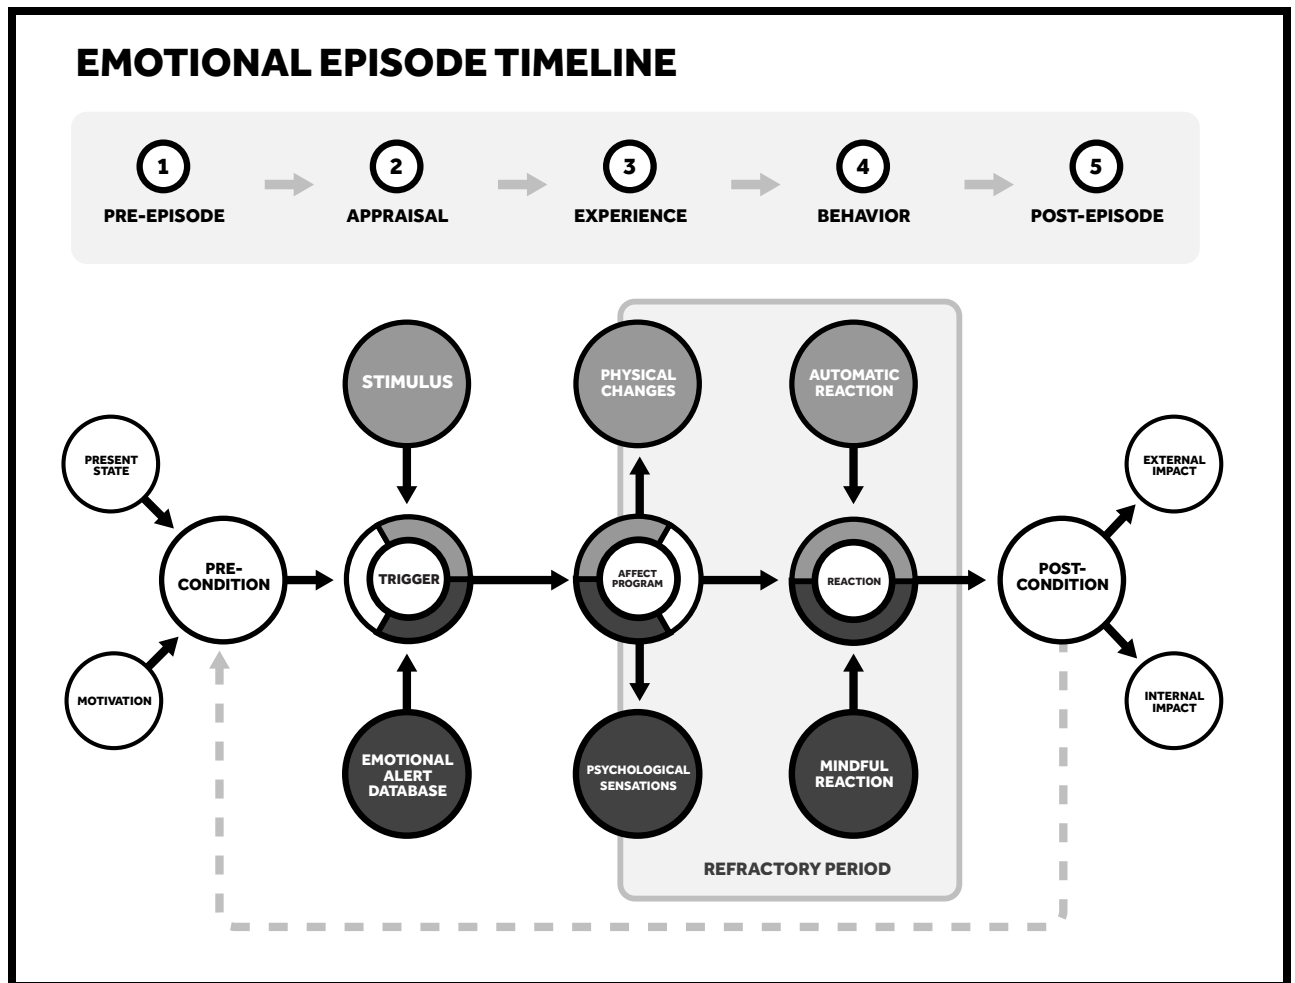 EMOTIONAL EPISODE TIMELINE
1
2
3
4
5
PRE-EPISODE
APPRAISAL
EXPERIENCE
BEHAVIOR
POST-EPISODE
STIMULUS
PHYSICAL
CHANGES
AUTOMATIC
REACTION
PRESENT
STATE
EXTERNAL
IMPACT
PRE-
CONDITION
TRIGGER
AFFECT
PROGRAM
REACTION
POST-
CONDITION
MOTIVATION
INTERNAL
IMPACT
EMOTIONAL
ALERT
DATABASE
PSYCHOLOGICAL
SENSATIONS
MINDFUL
REACTION
REFRACTORY PERIOD